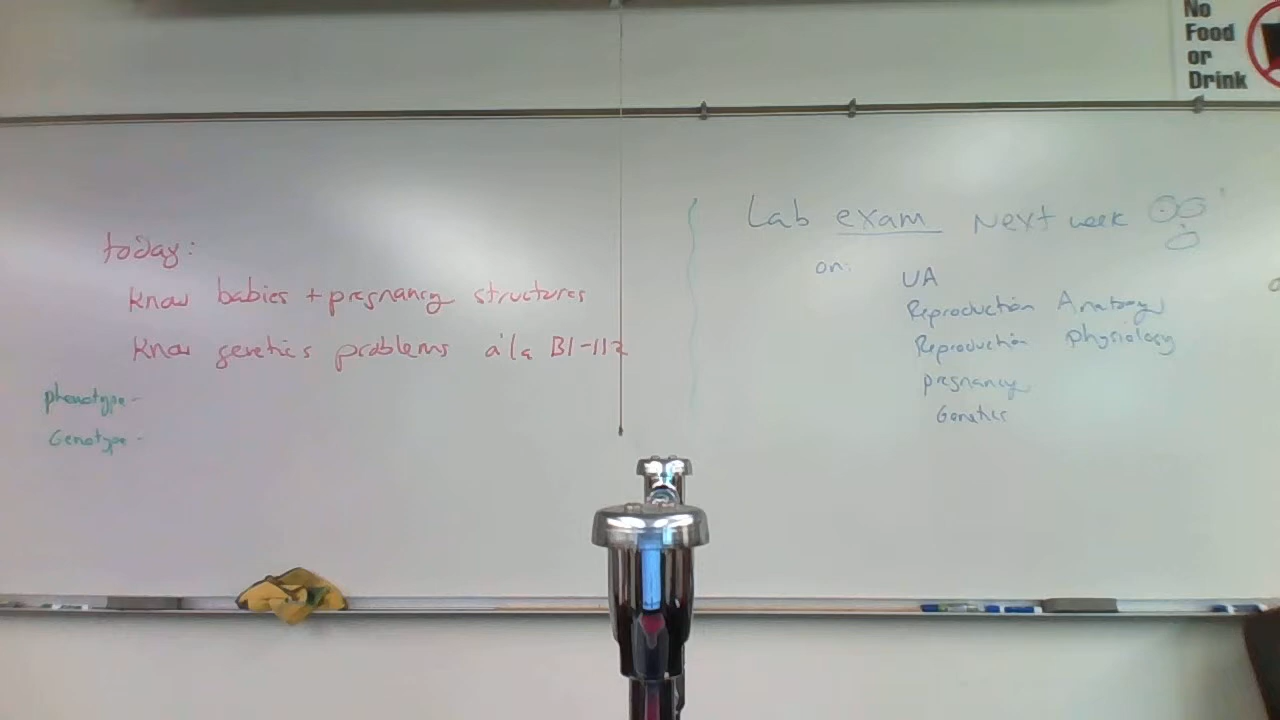 No
Food
or
Drink
today:
Know babies + pregnancy structures
Know genetics problems a'la BI-112
phenotype -
Genotype -
Lab exam Next week
on:
UA
Reproduction Anatomy
Reproduction physiology
pregnancy
Genetics